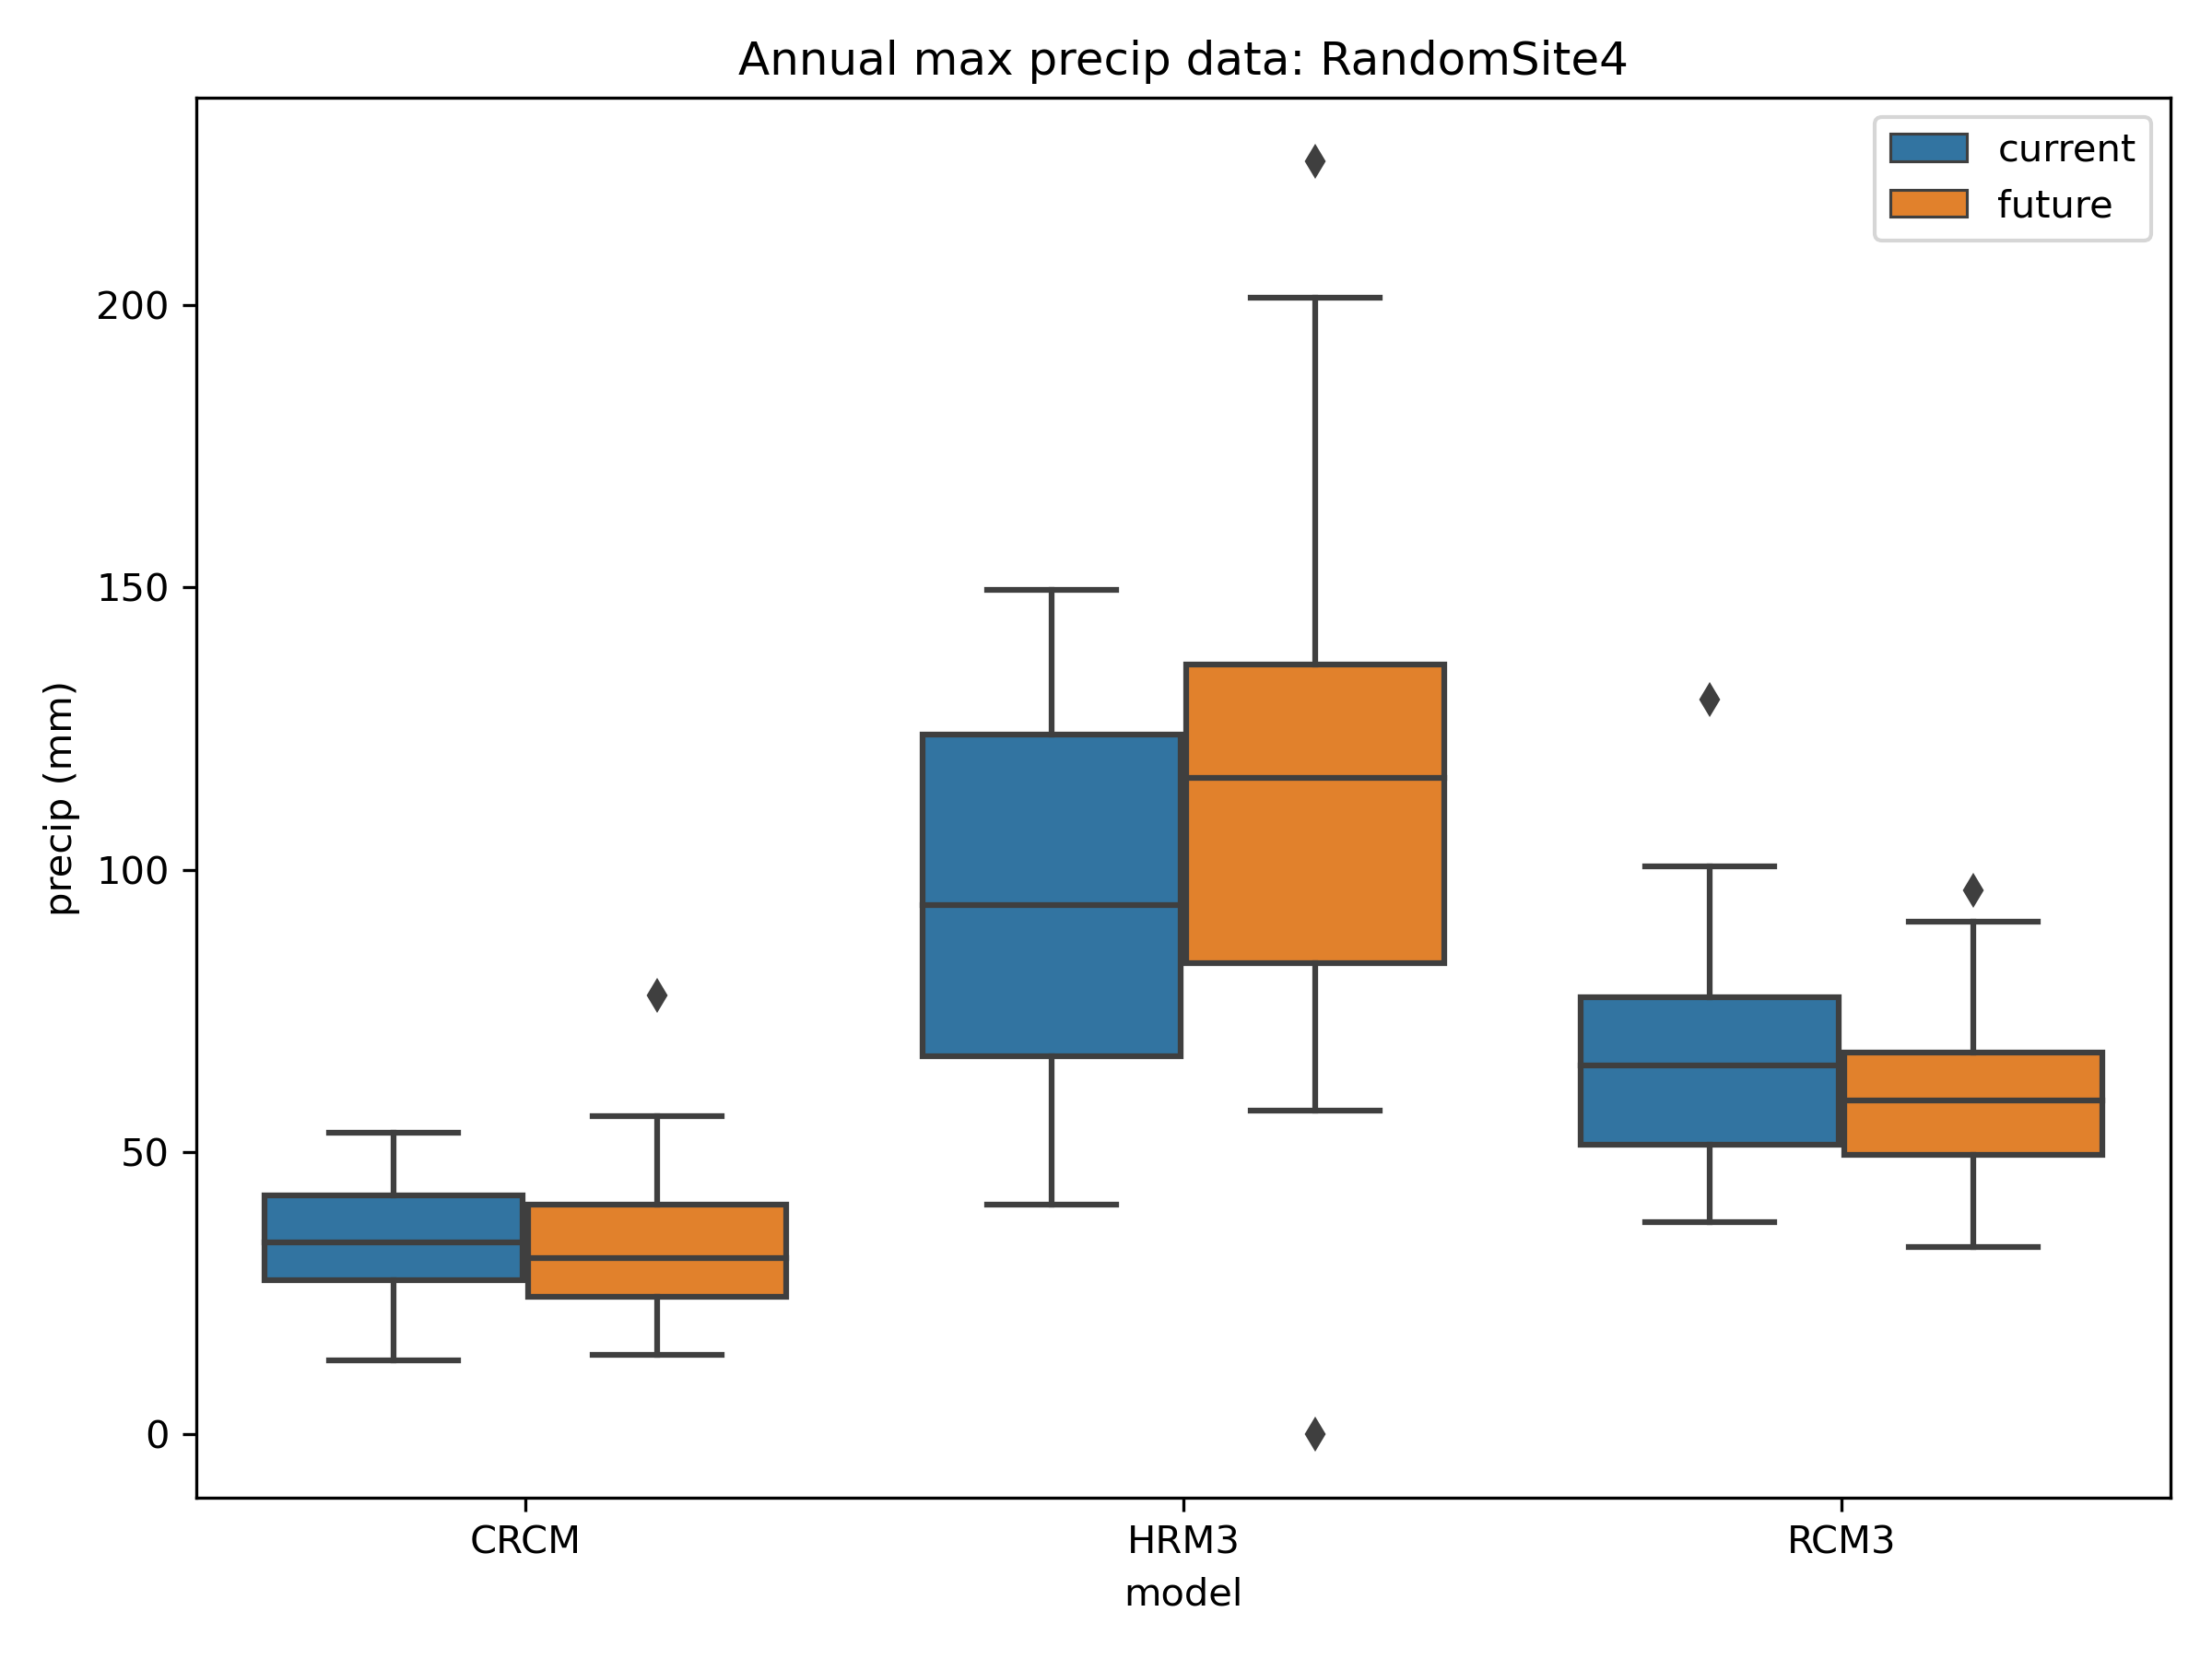 Annual max precip data: RandomSite4
current
future
200
150
100
50
0
precip (mm)
CRCM
HRM3
RCM3
model